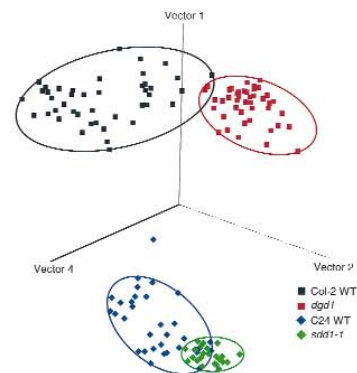 Vector 1
Vector 4
Vector 2
Col-2 WT
dgd1
C24 WT
sdd1-1